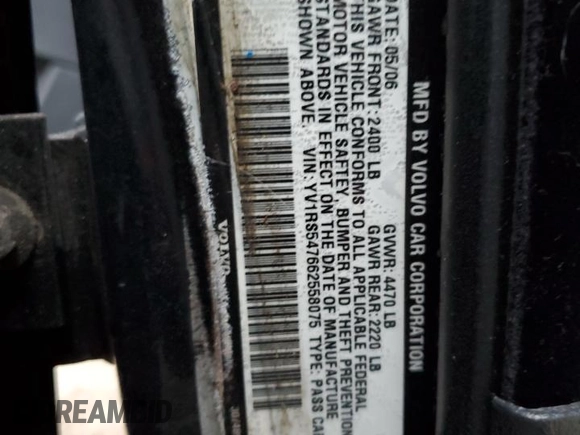 MFD BY VOLVO CAR CORPORATION
DATE: 05/06 GVWR: 4470 LB
GAWR FRONT: 2400 LB GAWR REAR: 2220 LB
THIS VEHICLE CONFORMS TO ALL APPLICABLE FEDERAL
MOTOR VEHICLE SAFTEY, BUMPER AND THEFT PREVENTION
STANDARDS IN EFFECT ON THE DATE OF MANUFACTURE
SHOWN ABOVE. VIN: YV1RS547662558075 TYPE: PASS CA
VOLVO